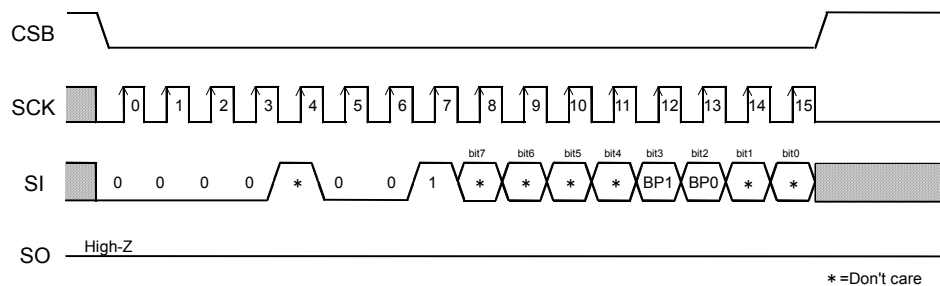 CSB
SCK 0 1 2 3 4 5 6 7 8 9 10 11 12 13 14 15
bit7 bit6 bit5 bit4 bit3 bit2 bit1 bit0
SI 0 0 0 0 * 0 0 1 * * * * BP1 BP0 * *
High-Z
SO
* =Don't care